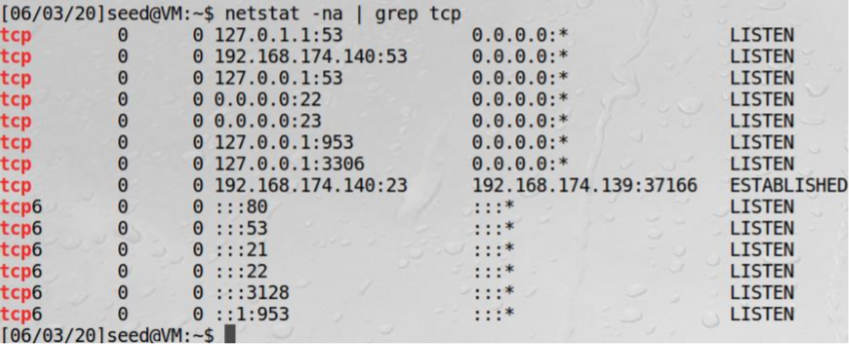 [06/03/20]seed@VM:~$ netstat -na | grep tcp
tcp 0 0 127.0.1.1:53 0.0.0.0:* LISTEN
tcp 0 0 192.168.174.140:53 0.0.0.0:* LISTEN
tcp 0 0 127.0.0.1:53 0.0.0.0:* LISTEN
tcp 0 0 0.0.0.0:22 0.0.0.0:* LISTEN
tcp 0 0 0.0.0.0:23 0.0.0.0:* LISTEN
tcp 0 0 127.0.0.1:953 0.0.0.0:* LISTEN
tcp 0 0 127.0.0.1:3306 0.0.0.0:* LISTEN
tcp 0 0 192.168.174.140:23 192.168.174.139:37166 ESTABLISHED
tcp6 0 0 :::80 :::* LISTEN
tcp6 0 0 :::53 :::* LISTEN
tcp6 0 0 :::21 :::* LISTEN
tcp6 0 0 :::22 :::* LISTEN
tcp6 0 0 :::3128 :::* LISTEN
tcp6 0 0 ::1:953 :::* LISTEN
[06/03/20]seed@VM:~$